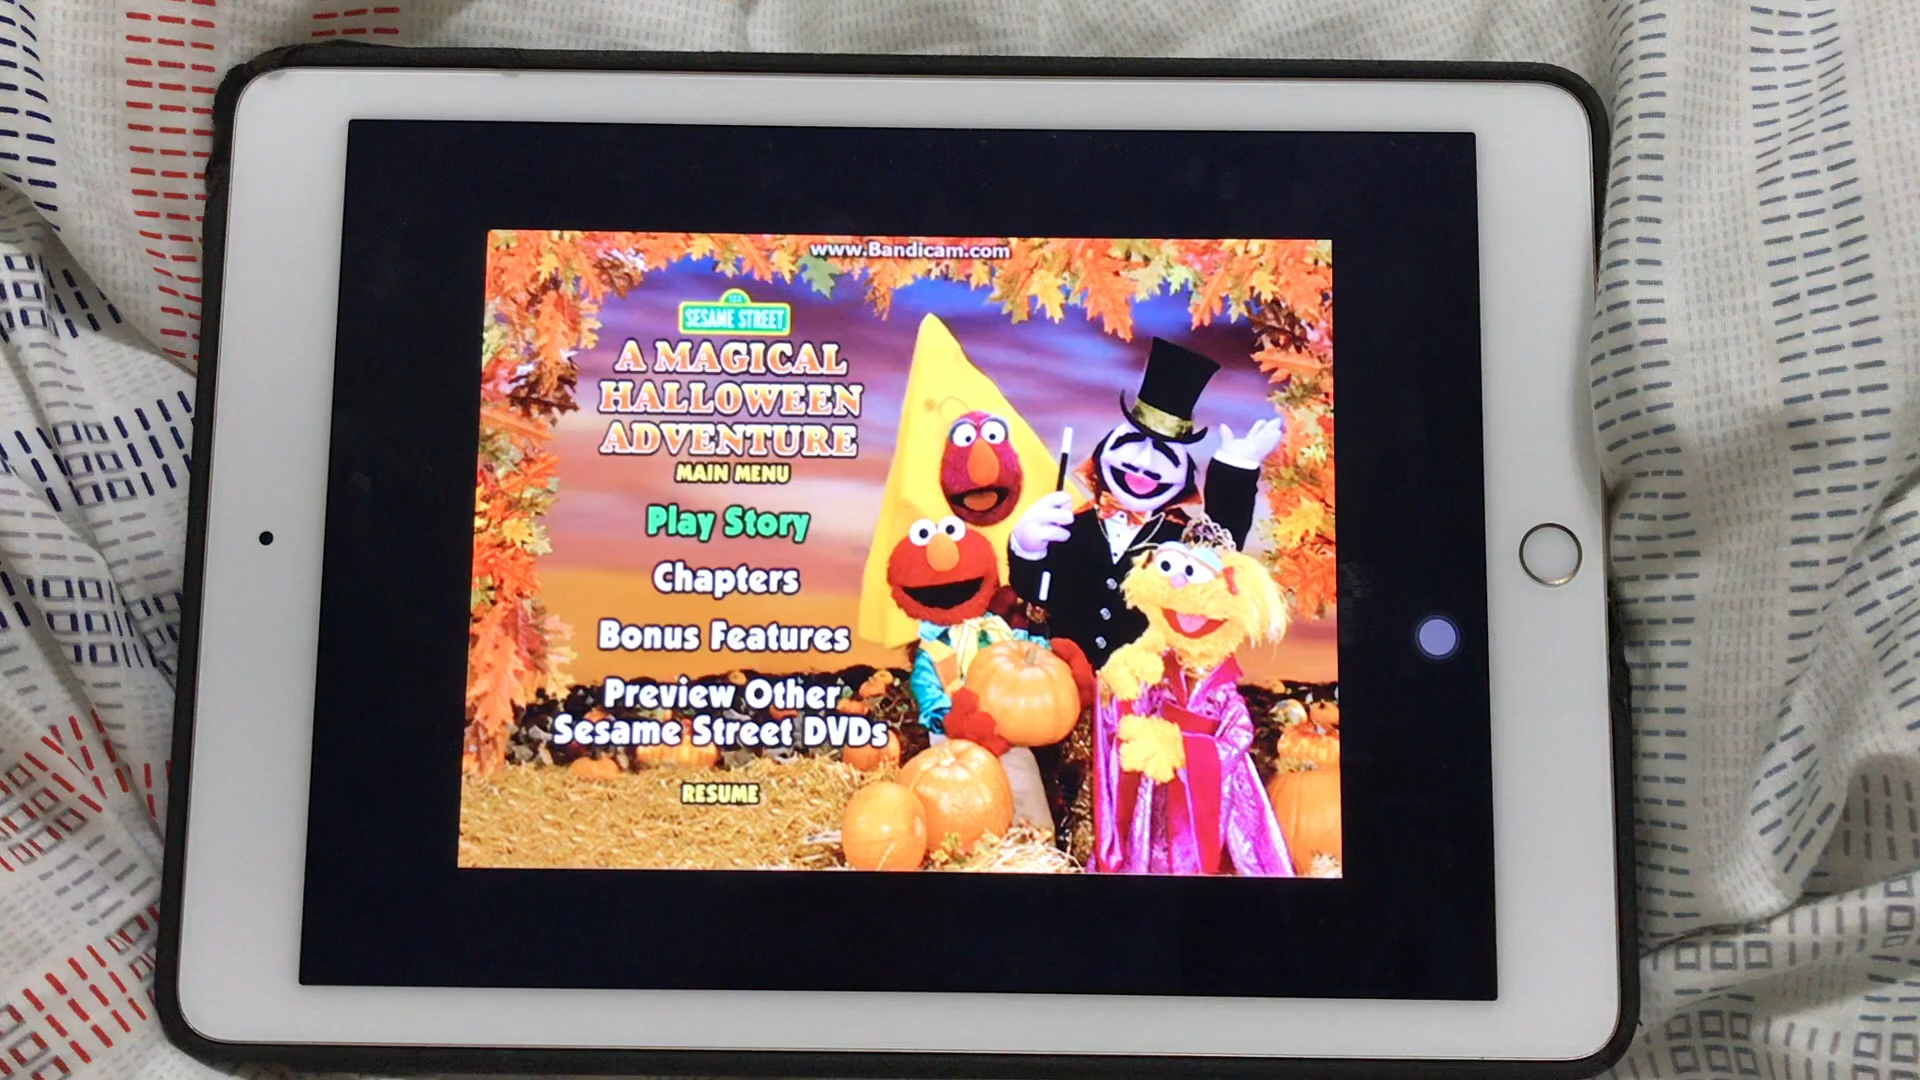 www.Bandicam.com
SESAME STREET
A MAGICAL
HALLOWEEN
ADVENTURE
MAIN MENU
Play Story
Chapters
Bonus Features
Preview Other
Sesame Street DVDs
RESUME